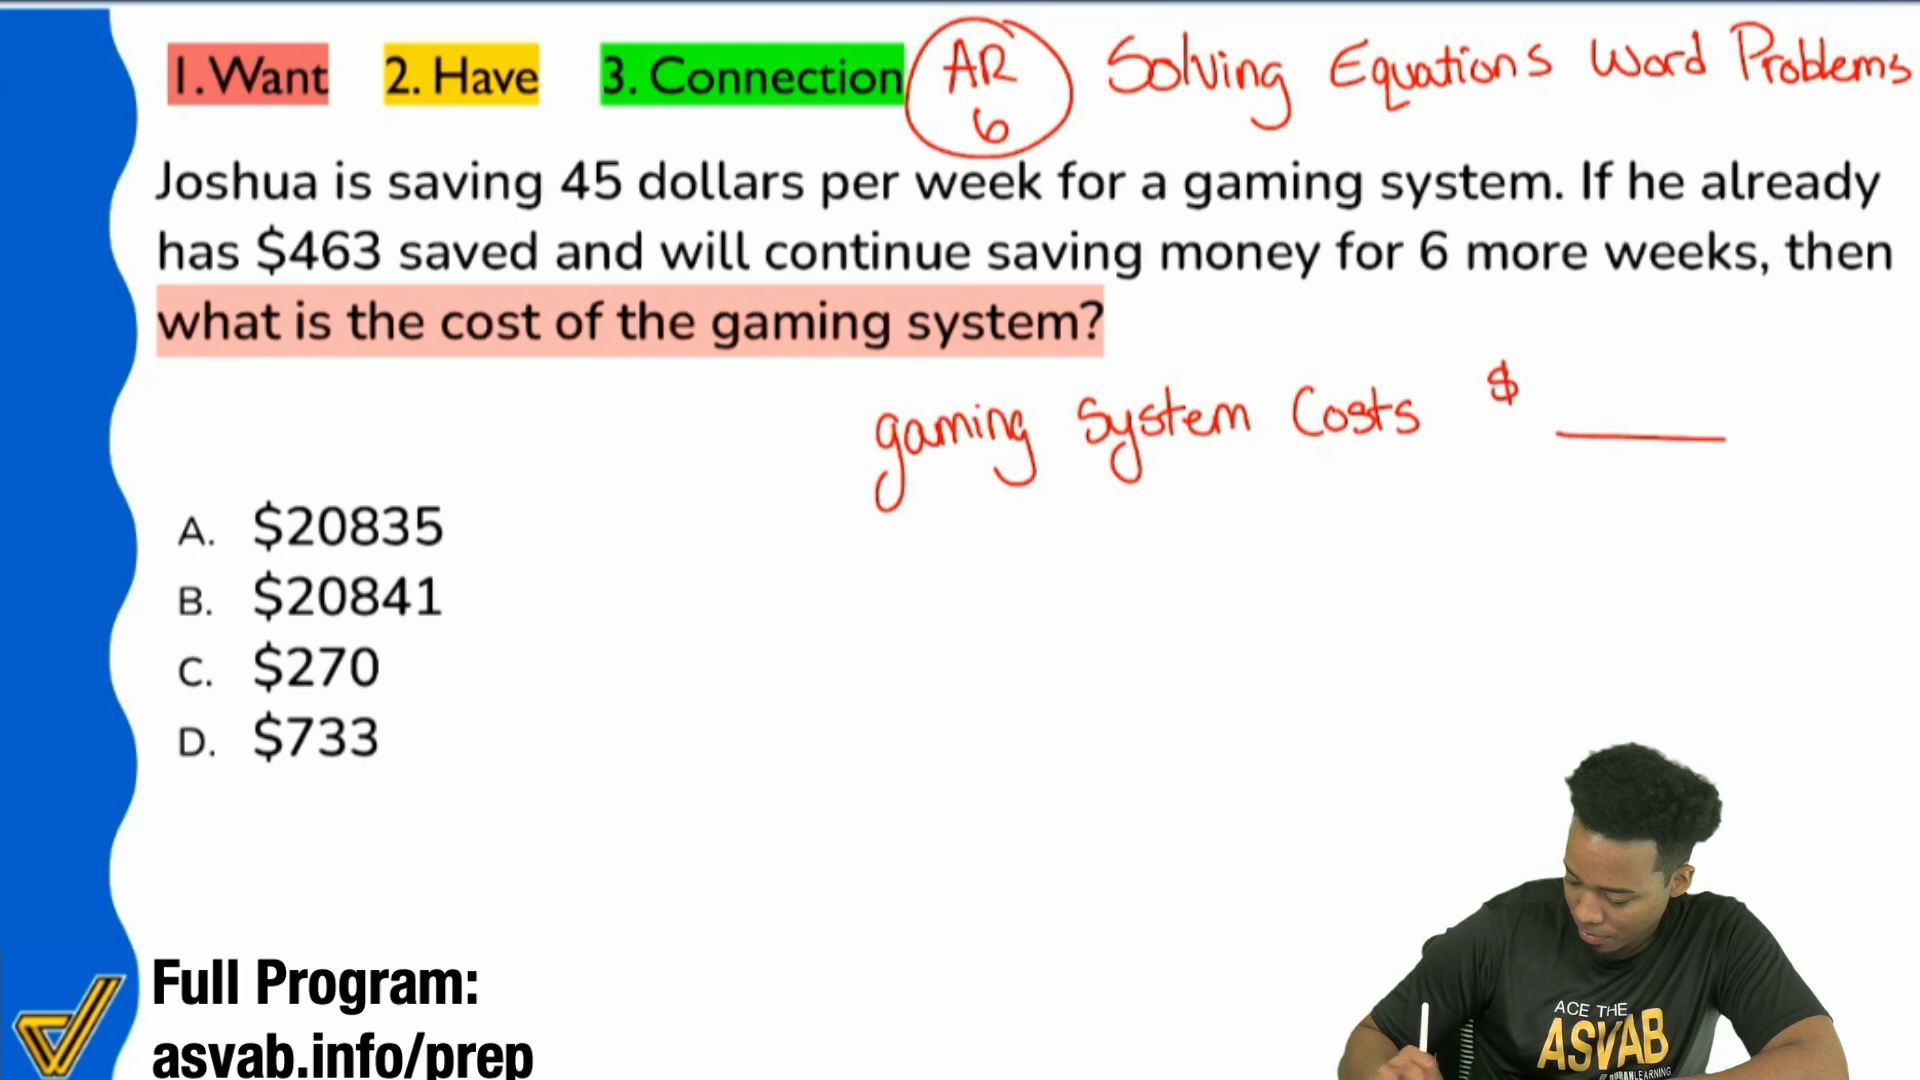 1. Want 2. Have 3. Connection AR Solving Equations Word Problems
6
Joshua is saving 45 dollars per week for a gaming system. If he already
has $463 saved and will continue saving money for 6 more weeks, then
what is the cost of the gaming system?
gaming system Costs $
A. $20835
B. $20841
C. $270
D. $733
Full Program:
asvab.info/prep
ACE THE
ASVAB
LEARNING